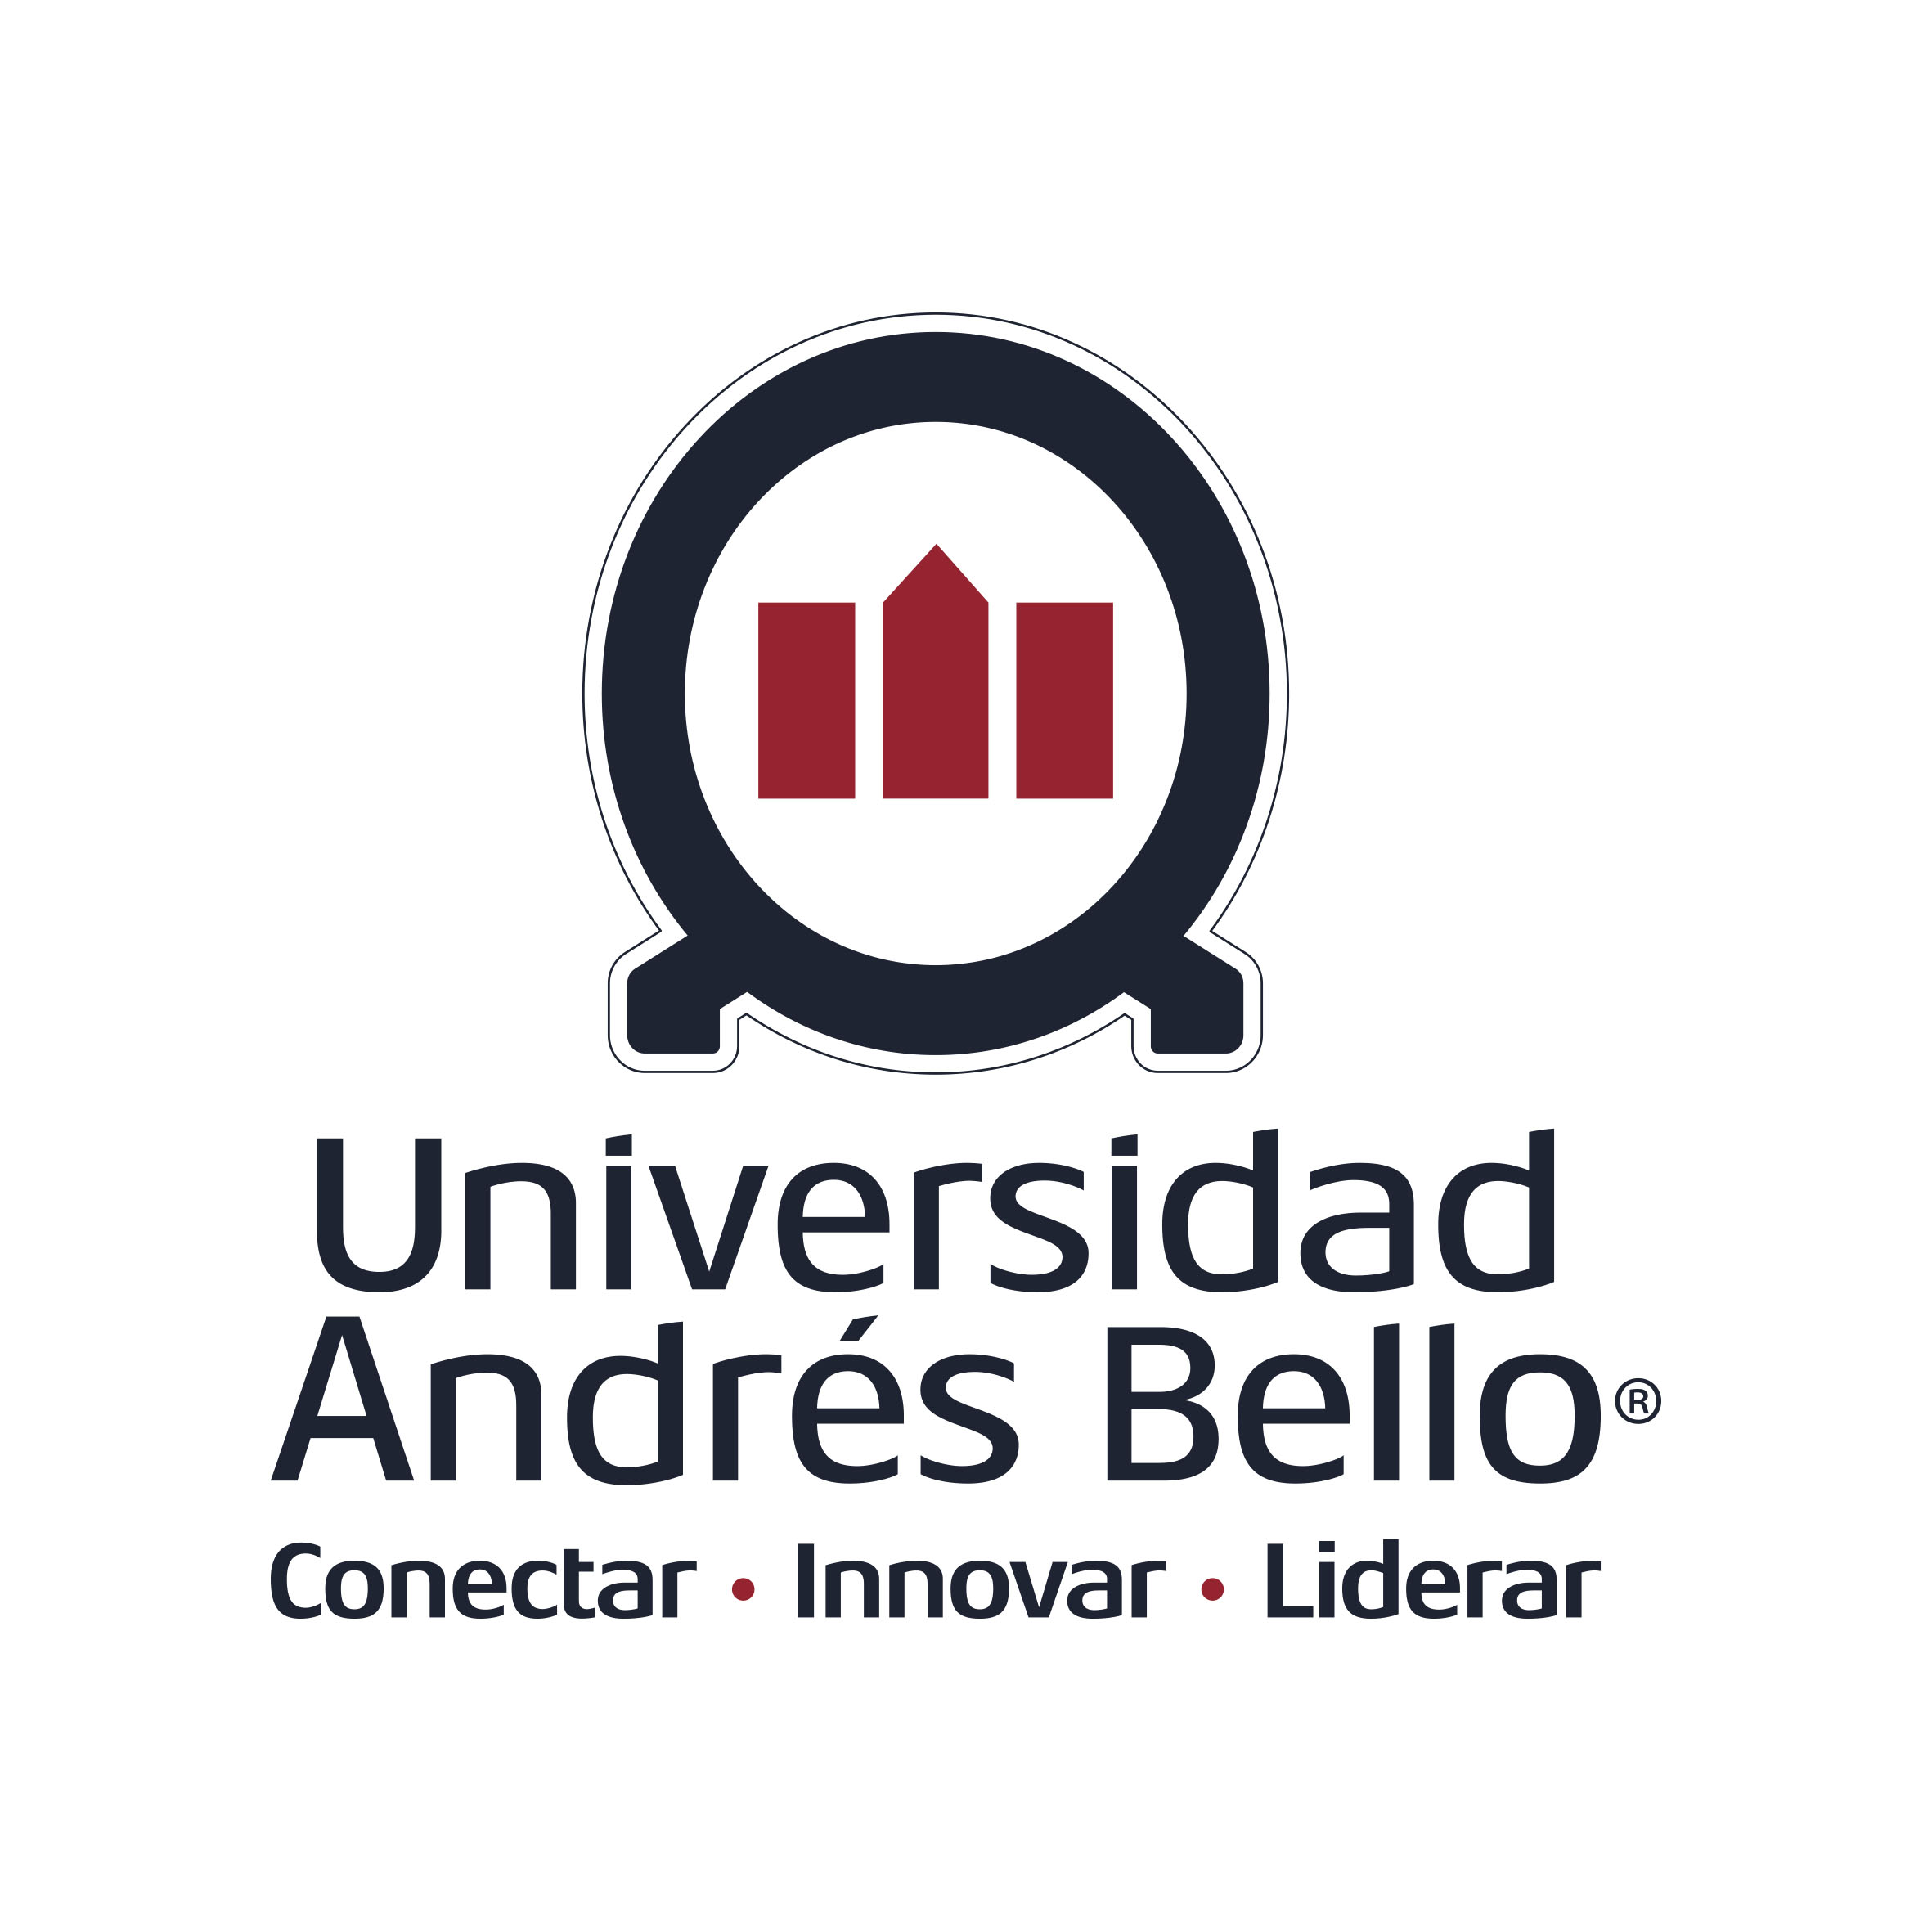 Universidad
Andrés Bello®
Conectar • Innovar • Liderar